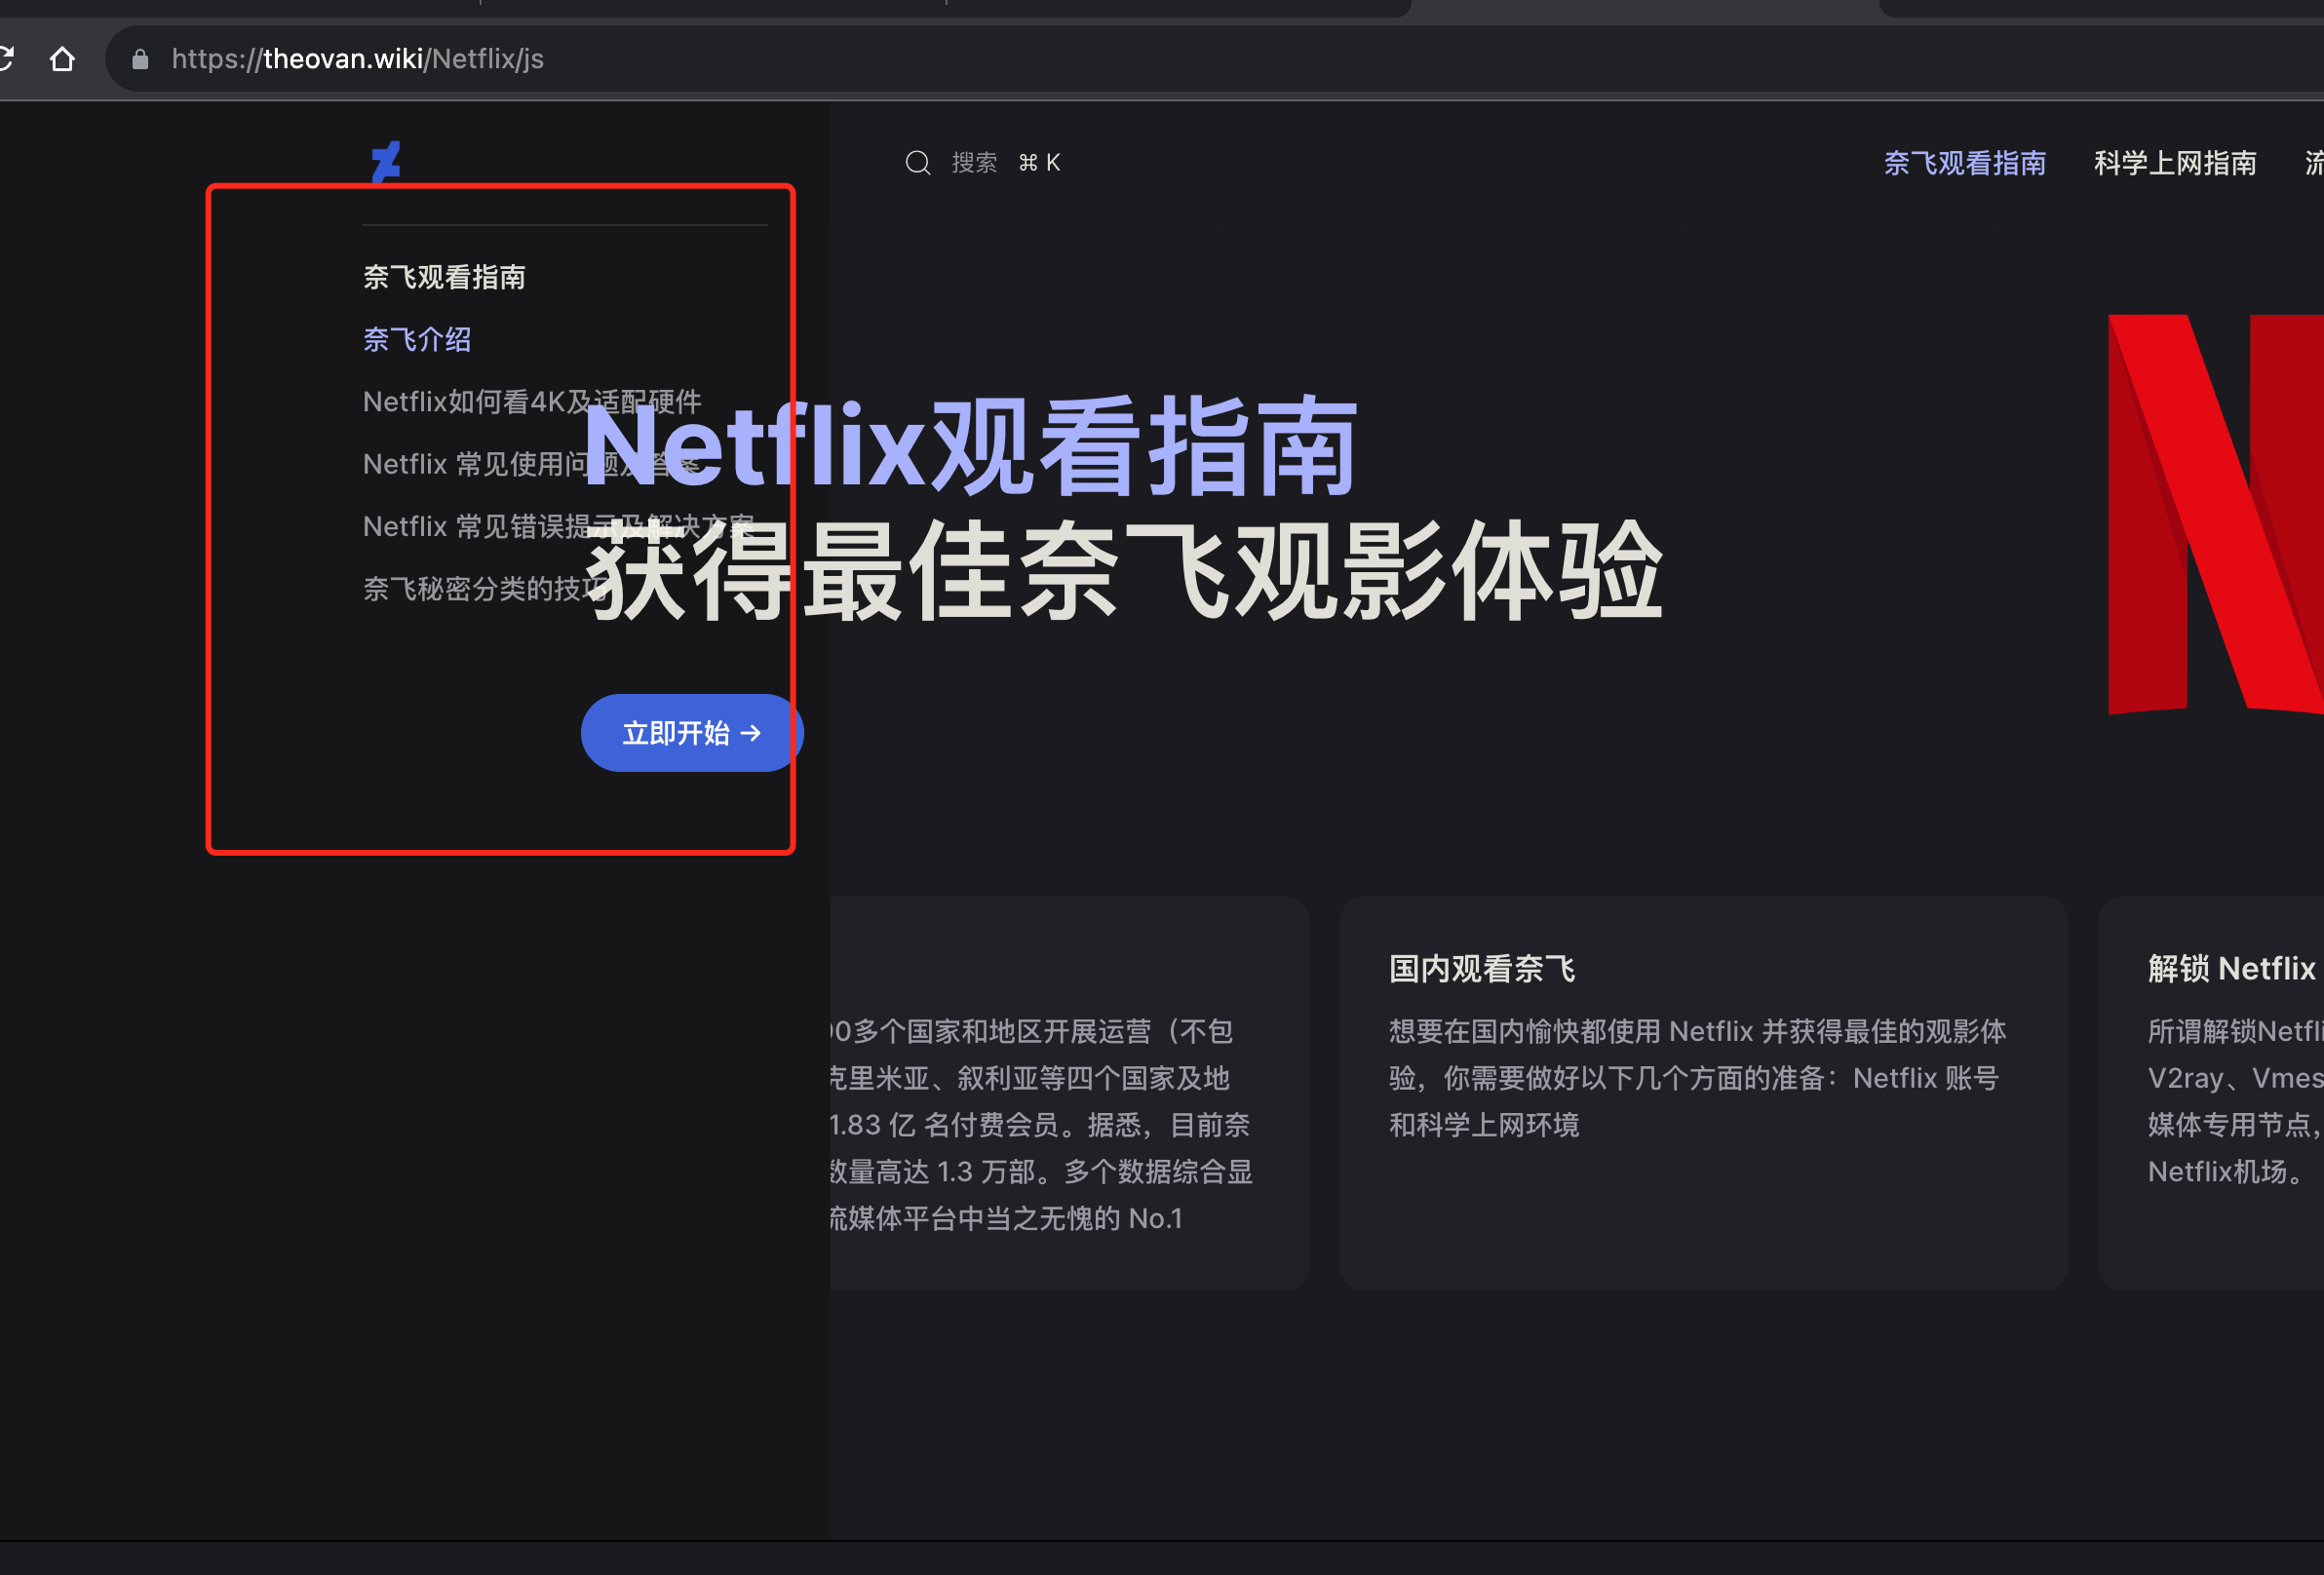 https://theovan.wiki/Netflix/js
搜索 ⌘ K
奈飞观看指南
科学上网指南
奈飞观看指南
奈飞介绍
Netflix如何看4K及适配硬件
Netflix 常见使用问题及答案
Netflix 常见错误提示及解决方案
奈飞秘密分类的技巧
Netflix观看指南
获得最佳奈飞观影体验
立即开始 →
0多个国家和地区开展运营（不包
克里米亚、叙利亚等四个国家及地
1.83 亿 名付费会员。据悉，目前奈
数量高达 1.3 万部。多个数据综合显
流媒体平台中当之无愧的 No.1
国内观看奈飞
想要在国内愉快都使用 Netflix 并获得最佳的观影体
验，你需要做好以下几个方面的准备：Netflix 账号
和科学上网环境
解锁 Netflix
所谓解锁Netfli
V2ray、Vmes
媒体专用节点，
Netflix机场。